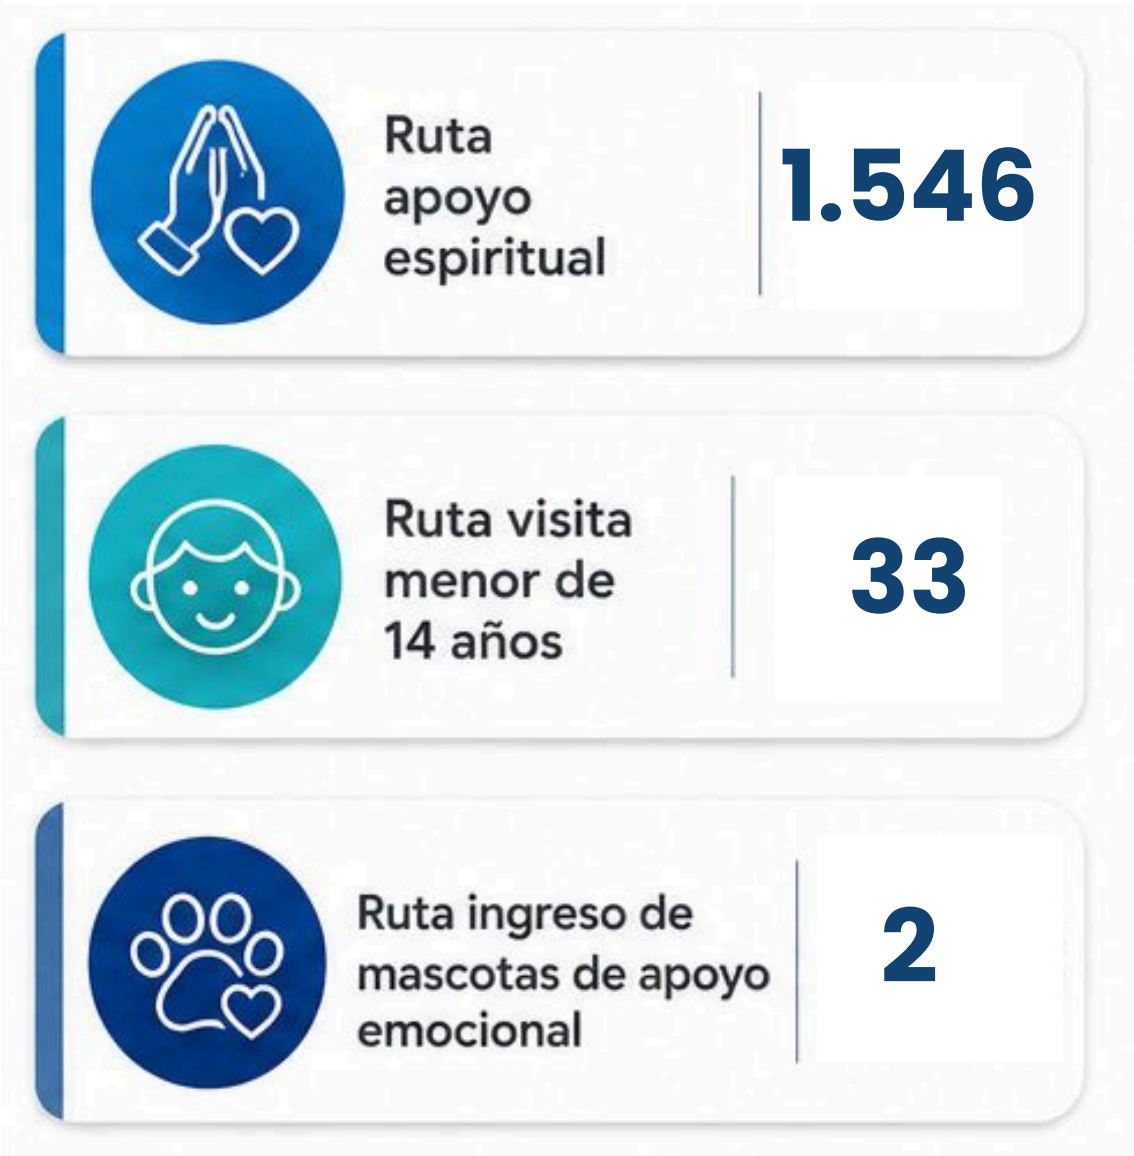 Ruta
apoyo
espiritual
1.546
Ruta visita
menor de
14 años
33
Ruta ingreso de
mascotas de apoyo
emocional
2